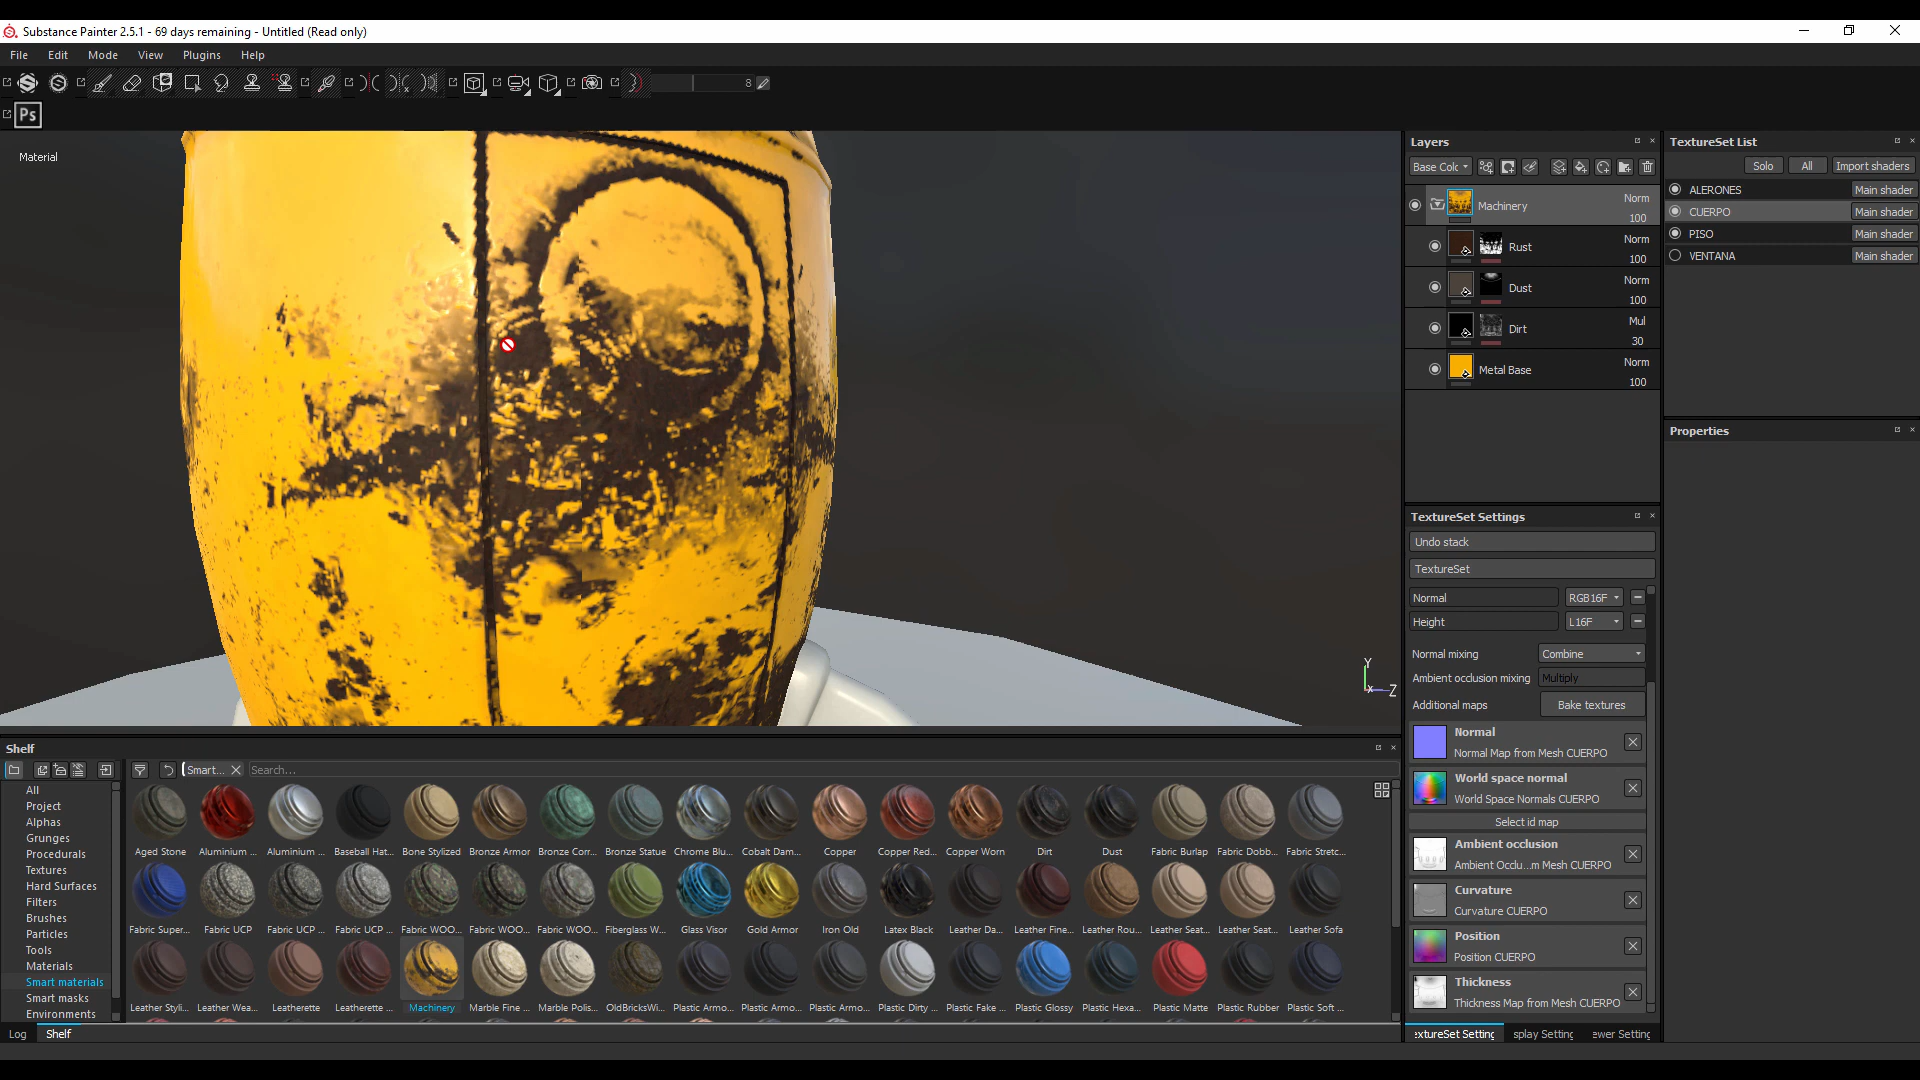 Substance Painter 2.5.1 - 69 days remaining - Untitled (Read only)
File Edit Mode View Plugins Help
8
Ps
Material
Y
X Z
Layers
Base Colo
Machinery Norm 100
Rust Norm 100
Dust Norm 100
Dirt Mul 30
Metal Base Norm 100
TextureSet List
Solo All Import shaders
ALERONES Main shader
CUERPO Main shader
PISO Main shader
VENTANA Main shader
Properties
TextureSet Settings
Undo stack
TextureSet
Normal RGB16F
Height L16F
Normal mixing Combine
Ambient occlusion mixing Multiply
Additional maps Bake textures
Normal
Normal Map from Mesh CUERPO
World space normal
World Space Normals CUERPO
Select id map
Ambient occlusion
Ambient Occlu...m Mesh CUERPO
Curvature
Curvature CUERPO
Position
Position CUERPO
Thickness
Thickness Map from Mesh CUERPO
extureSet Setting splay Setting ewer Setting
Shelf
Smart... Search...
All
Project
Alphas
Grunges
Procedurals
Textures
Hard Surfaces
Filters
Brushes
Particles
Tools
Materials
Smart materials
Smart masks
Environments
Aged Stone Aluminium ... Aluminium ... Baseball Hat... Bone Stylized Bronze Armor Bronze Corr... Bronze Statue Chrome Blu... Cobalt Dam... Copper Copper Red... Copper Worn Dirt Dust Fabric Burlap Fabric Dobb... Fabric Stretc...
Fabric Super... Fabric UCP Fabric UCP ... Fabric UCP ... Fabric WOO... Fabric WOO... Fabric WOO... Fiberglass W... Glass Visor Gold Armor Iron Old Latex Black Leather Da... Leather Fine... Leather Rou... Leather Seat... Leather Seat... Leather Sofa
Leather Styli... Leather Wea... Leatherette Leatherette ... Machinery Marble Fine ... Marble Polis... OldBricksWi... Plastic Armo... Plastic Armo... Plastic Armo... Plastic Dirty ... Plastic Fake ... Plastic Glossy Plastic Hexa... Plastic Matte Plastic Rubber Plastic Soft ...
Log Shelf